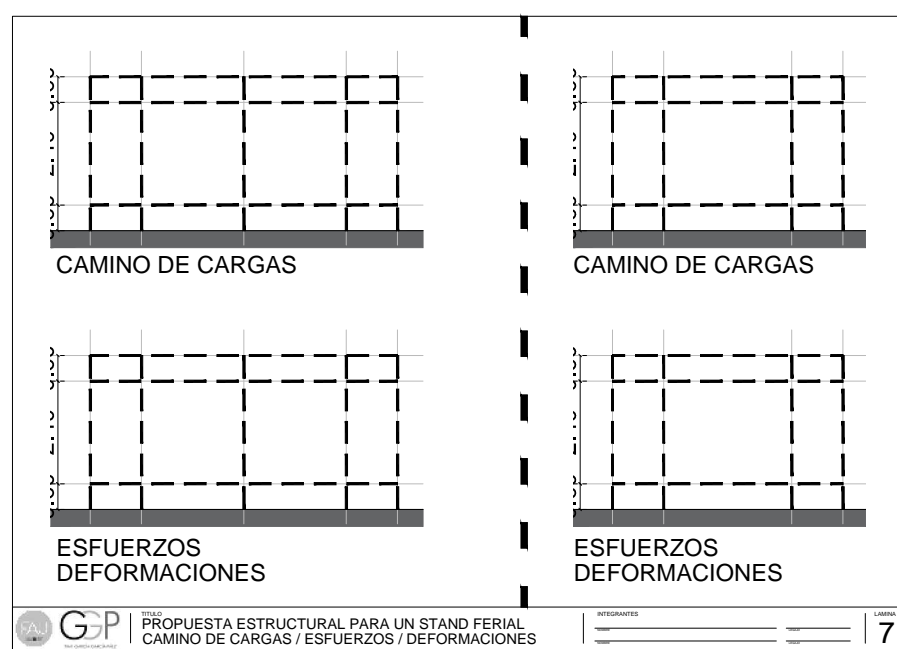 CAMINO DE CARGAS
CAMINO DE CARGAS
ESFUERZOS
DEFORMACIONES
ESFUERZOS
DEFORMACIONES
FAU
GGP
TITULO
PROPUESTA ESTRUCTURAL PARA UN STAND FERIAL
CAMINO DE CARGAS / ESFUERZOS / DEFORMACIONES
INTEGRANTES
LAMINA
7